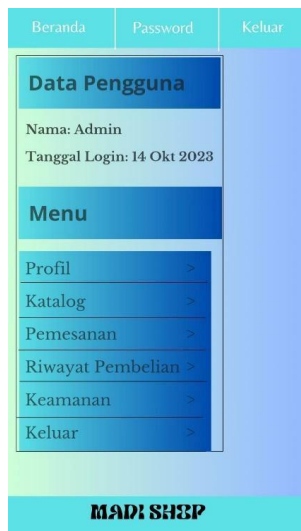 Beranda Password Keluar
Data Pengguna
Nama: Admin
Tanggal Login: 14 Okt 2023
Menu
Profil >
Katalog >
Pemesanan >
Riwayat Pembelian >
Keamanan >
Keluar >
MADI SHOP